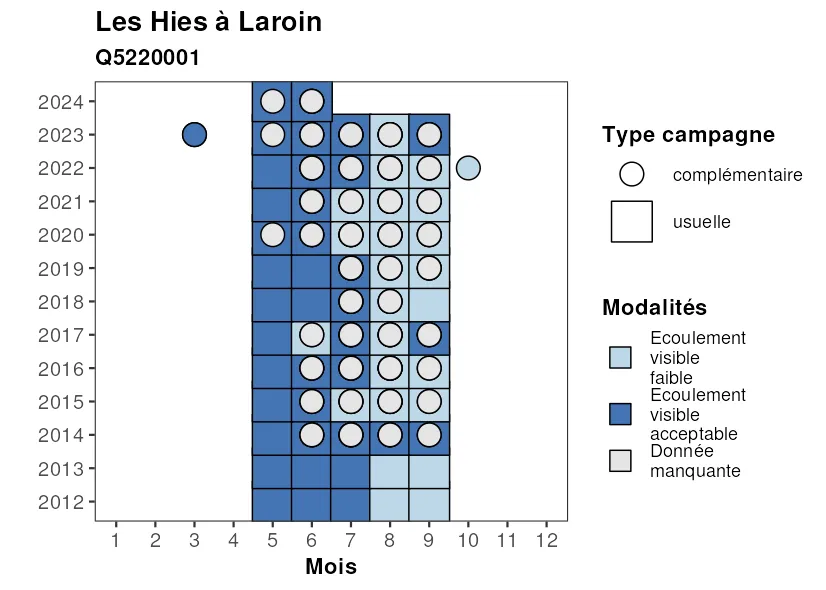 Les Hies à Laroin
Q5220001
2024
2023
2022
2021
2020
2019
2018
2017
2016
2015
2014
2013
2012
1 2 3 4 5 6 7 8 9 10 11 12
Mois
Type campagne
complémentaire
usuelle
Modalités
Ecoulement
visible
faible
Ecoulement
visible
acceptable
Donnée
manquante